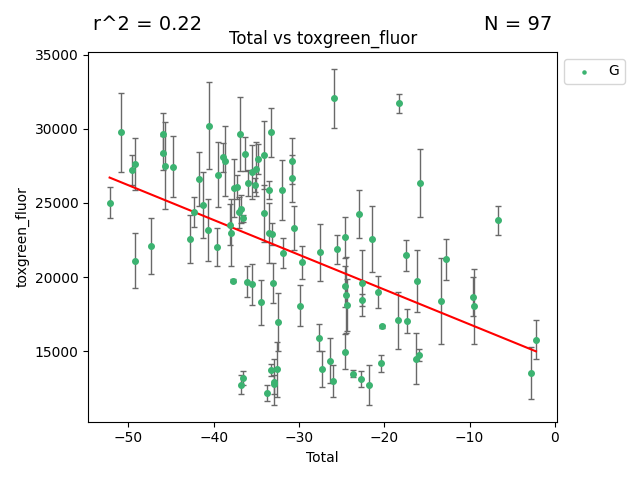 r^2 = 0.22
N = 97
Total vs toxgreen_fluor
35000
30000
25000
20000
15000
toxgreen_fluor
−50
−40
−30
−20
−10
0
Total
G